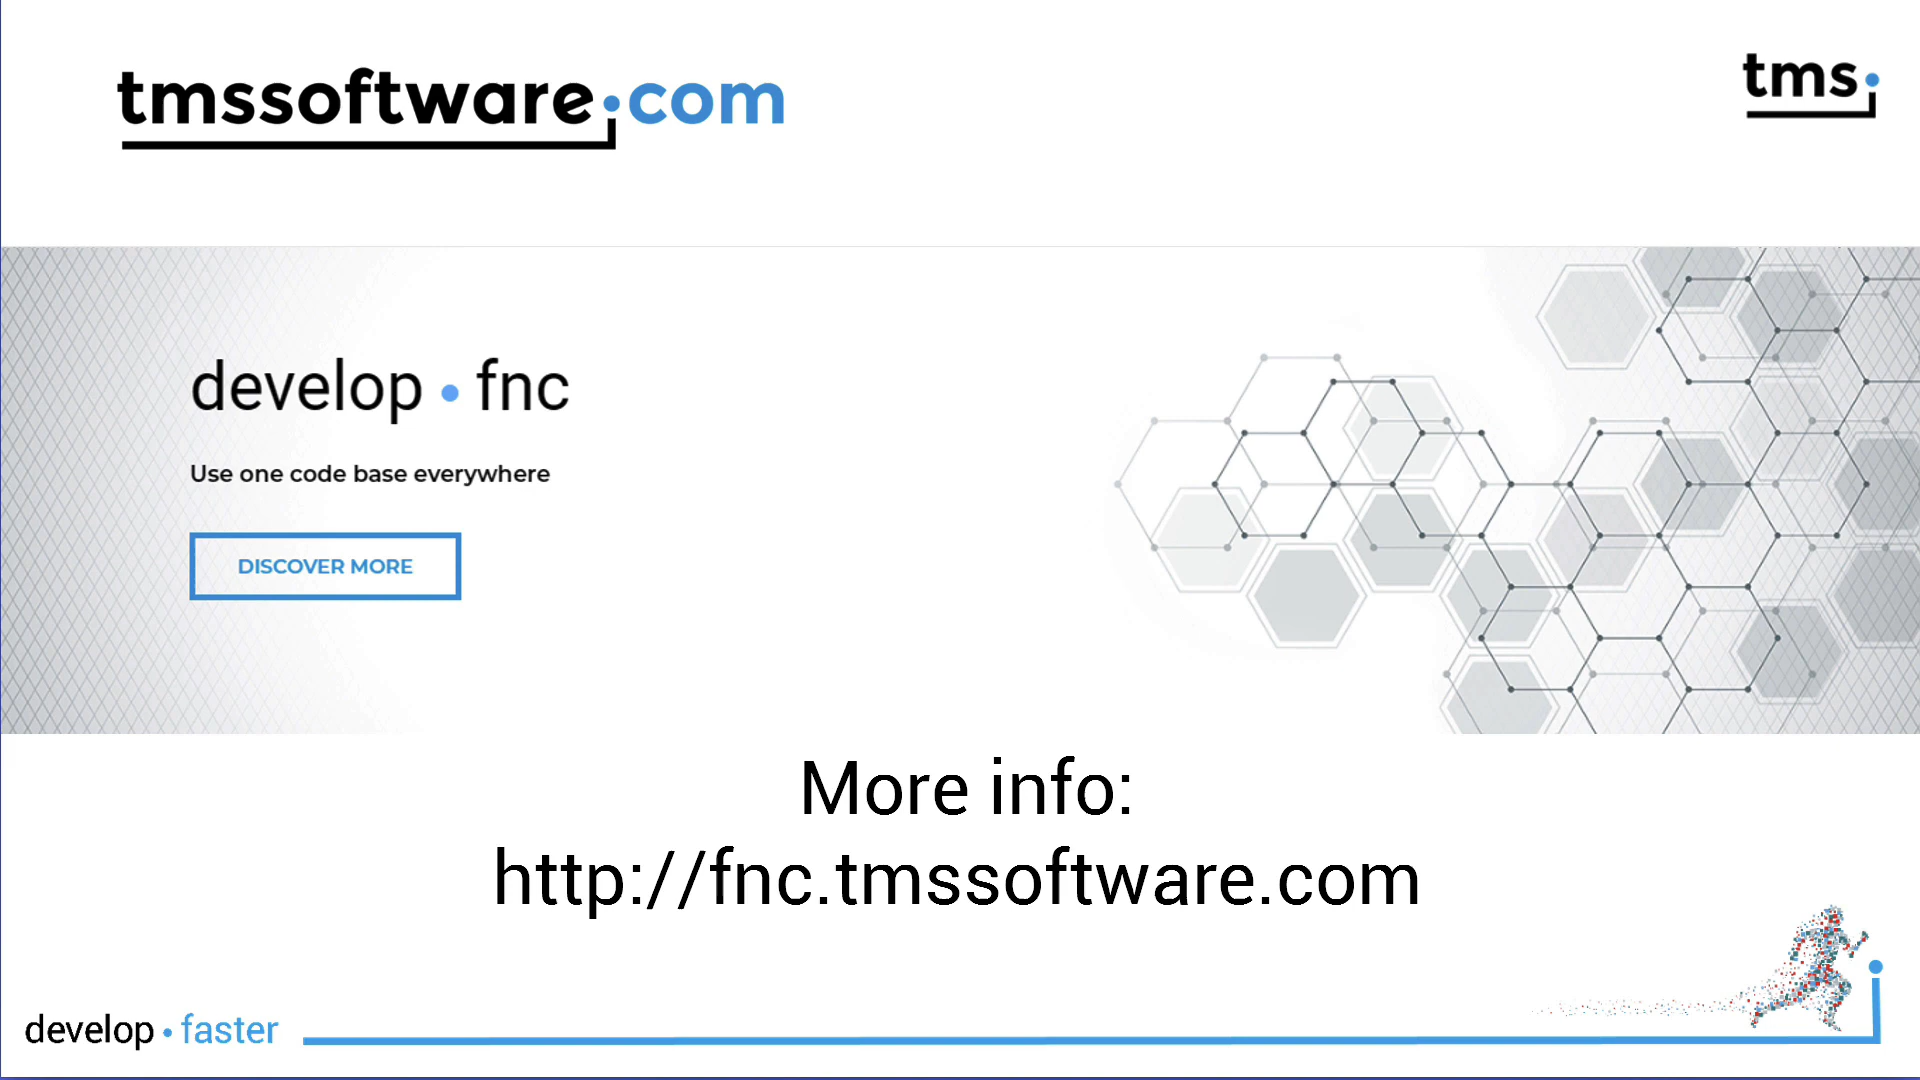 tmssoftware.com
tms.
develop • fnc
Use one code base everywhere
DISCOVER MORE
More info:
http://fnc.tmssoftware.com
develop • faster